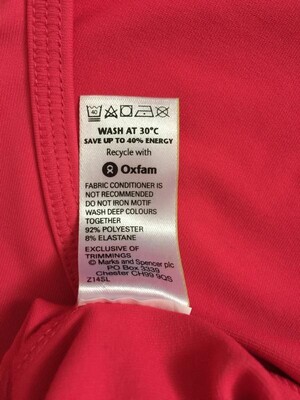 40
WASH AT 30°C
SAVE UP TO 40% ENERGY
Recycle with
Oxfam
FABRIC CONDITIONER IS
NOT RECOMMENDED
DO NOT IRON MOTIF
WASH DEEP COLOURS
TOGETHER
92% POLYESTER
8% ELASTANE
EXCLUSIVE OF
TRIMMINGS
© Marks and Spencer plc
PO Box 3339
Chester CH99 9QS
Z14SL